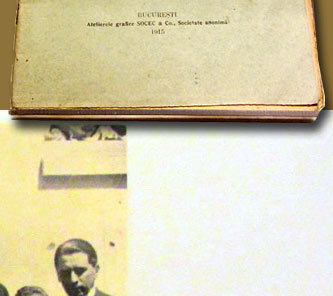 BUCUREȘTI
Atelierele grafice SOCEC & Co., Societate anonimă
1915